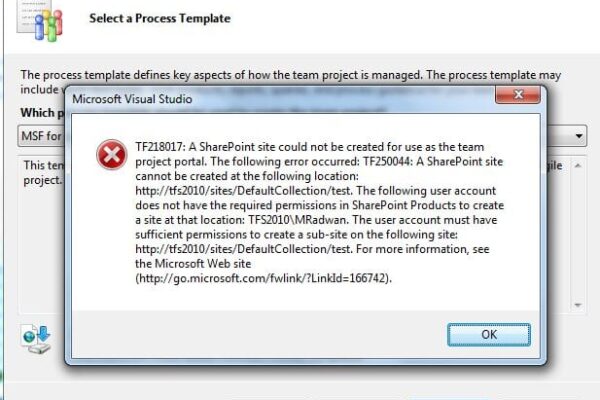 Select a Process Template
The process template defines key aspects of how the team project is managed. The process template may
include
Microsoft Visual Studio
Which
MSF for
TF218017: A SharePoint site could not be created for use as the team
project portal. The following error occurred: TF250044: A SharePoint site
cannot be created at the following location:
http://tfs2010/sites/DefaultCollection/test. The following user account
does not have the required permissions in SharePoint Products to create
a site at that location: TFS2010\MRadwan. The user account must have
sufficient permissions to create a sub-site on the following site:
http://tfs2010/sites/DefaultCollection/test. For more information, see
the Microsoft Web site
(http://go.microsoft.com/fwlink/?LinkId=166742).
This tem
gile
project.
OK